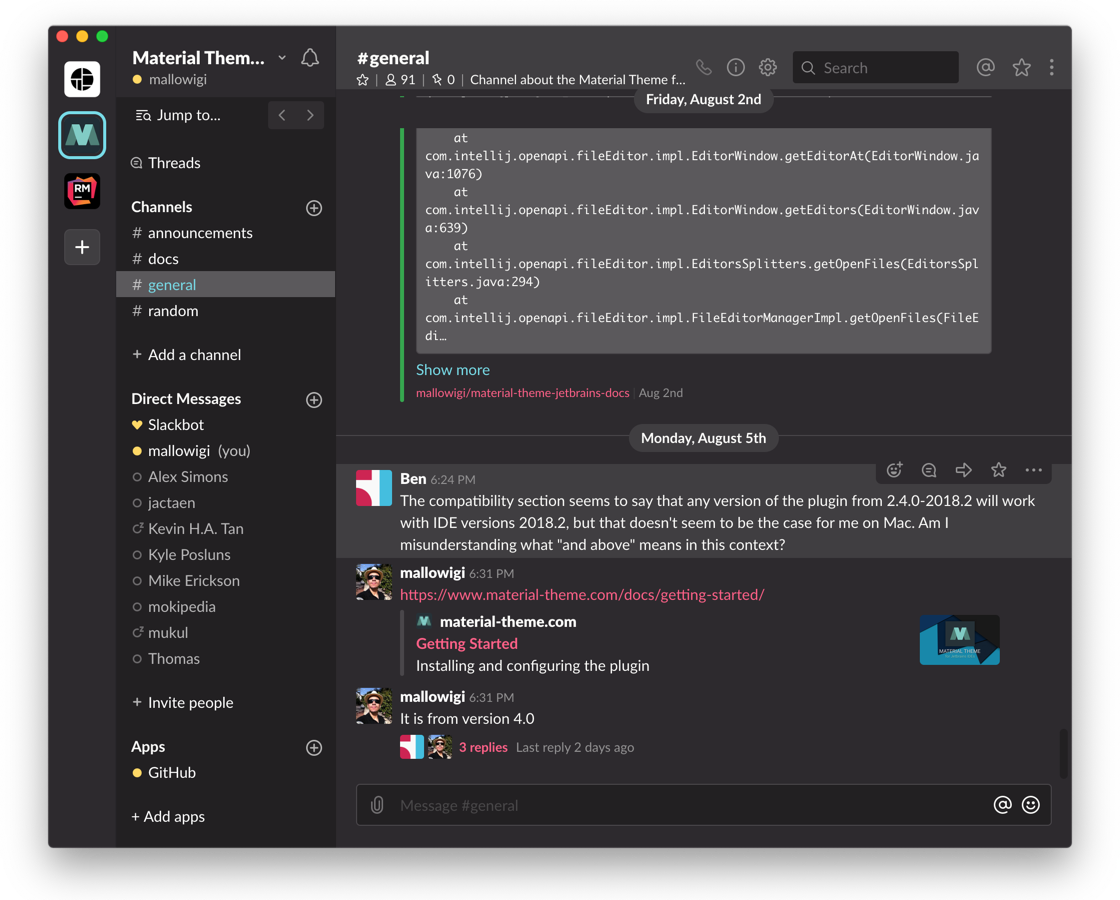 Material Them...
mallowigi
Jump to...
Threads
Channels
# announcements
# docs
# general
# random
+ Add a channel
Direct Messages
Slackbot
mallowigi (you)
Alex Simons
jactaen
Kevin H.A. Tan
Kyle Posluns
Mike Erickson
mokipedia
mukul
Thomas
+ Invite people
Apps
GitHub
+ Add apps
RM
#general
91 | 0 | Channel about the Material Theme f...
Search
Friday, August 2nd
at
com.intellij.openapi.fileEditor.impl.EditorWindow.getEditorAt(EditorWindow.ja
va:1076)
at
com.intellij.openapi.fileEditor.impl.EditorWindow.getEditors(EditorWindow.jav
a:639)
at
com.intellij.openapi.fileEditor.impl.EditorsSplitters.getOpenFiles(EditorsSpl
itters.java:294)
at
com.intellij.openapi.fileEditor.impl.FileEditorManagerImpl.getOpenFiles(FileE
di…
Show more
mallowigi/material-theme-jetbrains-docs | Aug 2nd
Monday, August 5th
Ben 6:24 PM
The compatibility section seems to say that any version of the plugin from 2.4.0-2018.2 will work
with IDE versions 2018.2, but that doesn't seem to be the case for me on Mac. Am I
misunderstanding what "and above" means in this context?
mallowigi 6:31 PM
https://www.material-theme.com/docs/getting-started/
material-theme.com
Getting Started
Installing and configuring the plugin
MATERIAL THEME
mallowigi 6:31 PM
It is from version 4.0
3 replies Last reply 2 days ago
Message #general